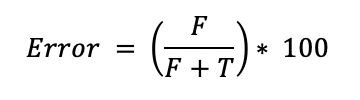 Error = (F / (F + T)) * 100